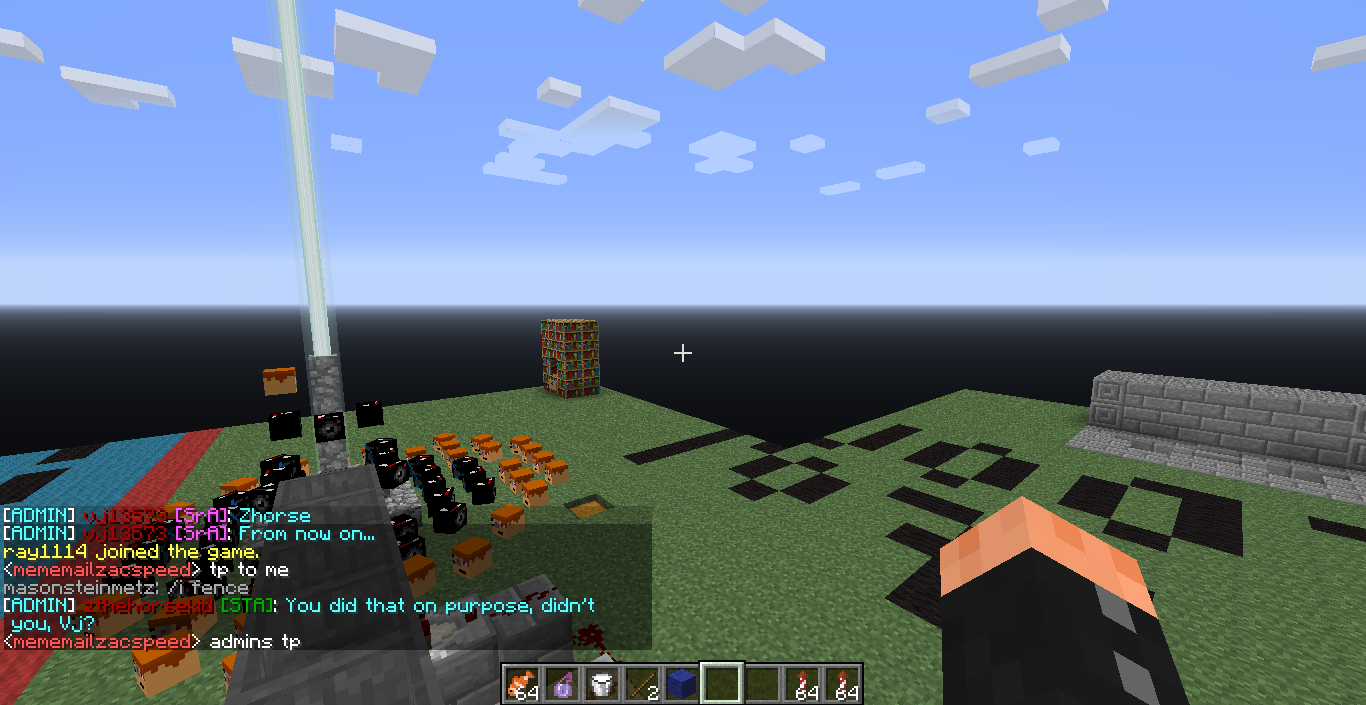 [ADMIN] vj13573 [SrA]: Zhorse
[ADMIN] vj13573 [SrA]: From now on...
ray1114 joined the game.
<mememailzacspeed> tp to me
masonsteinmetz: /i fence
[ADMIN] zthehorsekid [STA]: You did that on purpose, didn't
you, Vj?
<mememailzacspeed> admins tp
64 2 64 64